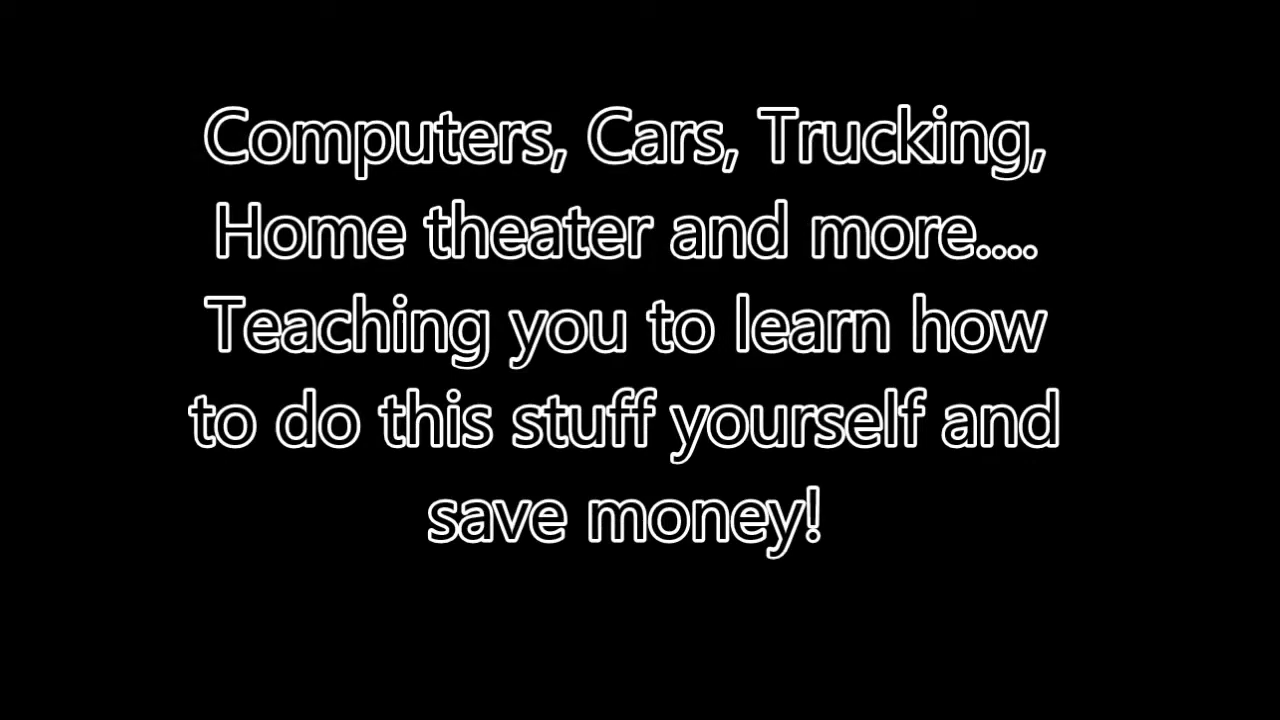 Computers, Cars, Trucking,
Home theater and more....
Teaching you to learn how
to do this stuff yourself and
save money!